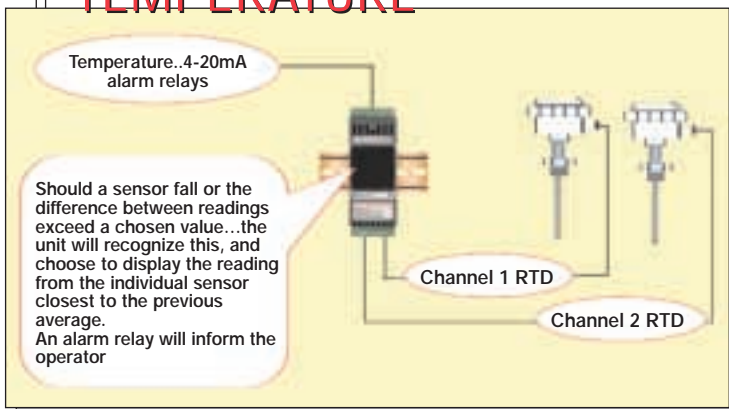 TEMPERATURE
Temperature..4-20mA
alarm relays
Should a sensor fall or the
difference between readings
exceed a chosen value...the
unit will recognize this, and
choose to display the reading
from the individual sensor
closest to the previous
average.
An alarm relay will inform the
operator
Channel 1 RTD
Channel 2 RTD